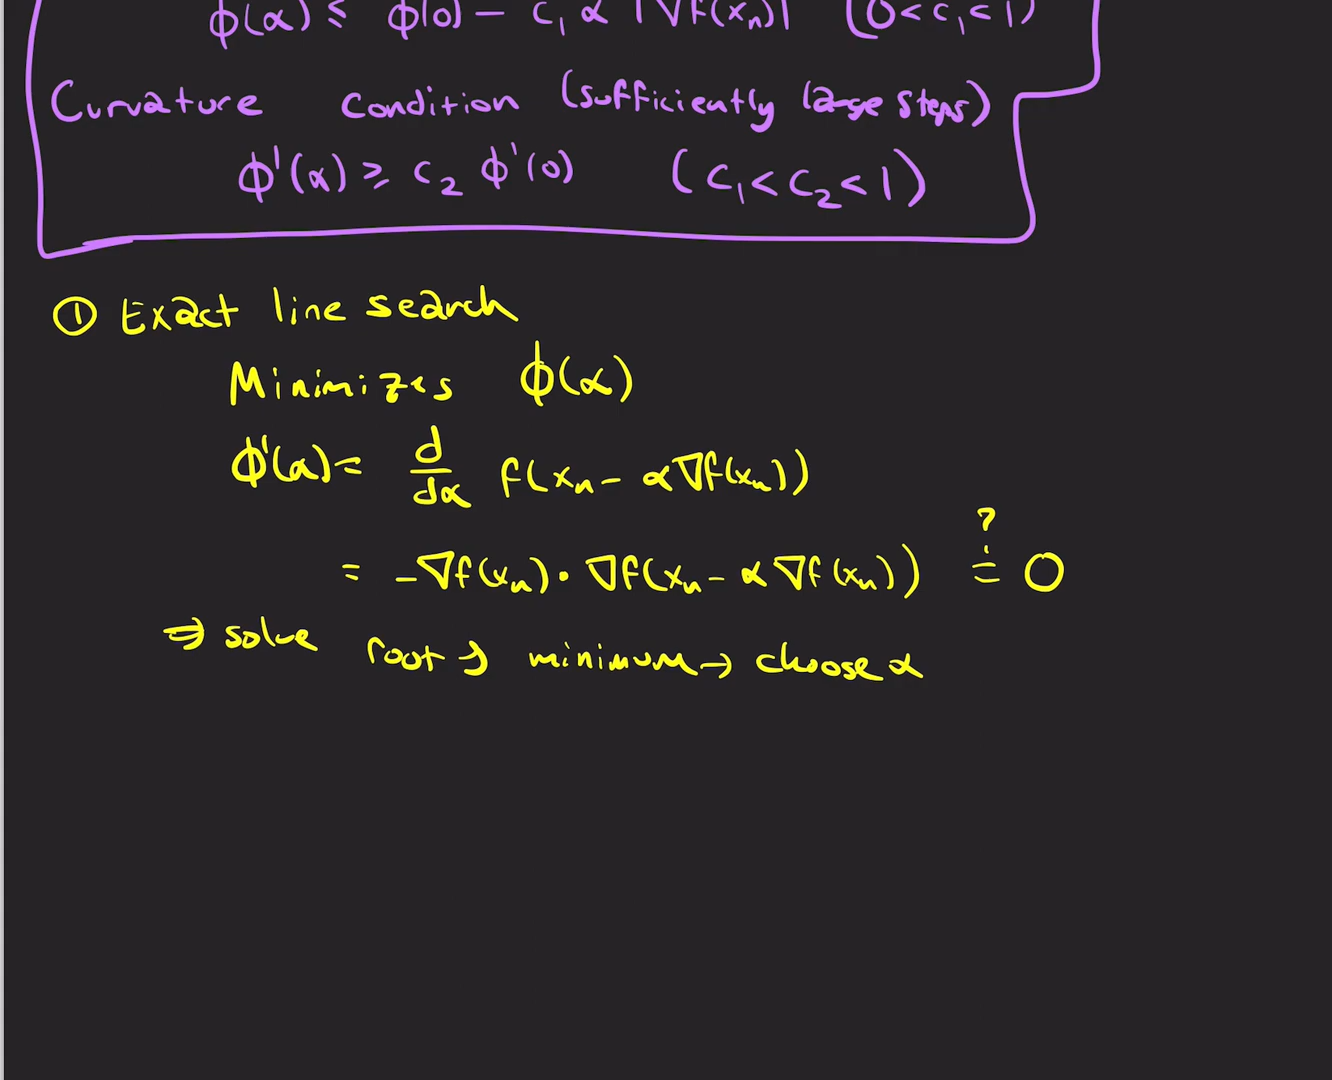 ϕ(α) ≤ ϕ(0) − c₁ α |∇f(xₙ)| (0 < c₁ < 1)
Curvature Condition (sufficiently large steps)
ϕ'(α) ≥ c₂ ϕ'(0) (c₁ < c₂ < 1)
① Exact line search
Minimizes ϕ(α)
ϕ'(α) = d/dα f(xₙ − α∇f(xₙ))
= −∇f(xₙ) · ∇f(xₙ − α∇f(xₙ)) ≟ 0
⇒ solve root → minimum → choose α